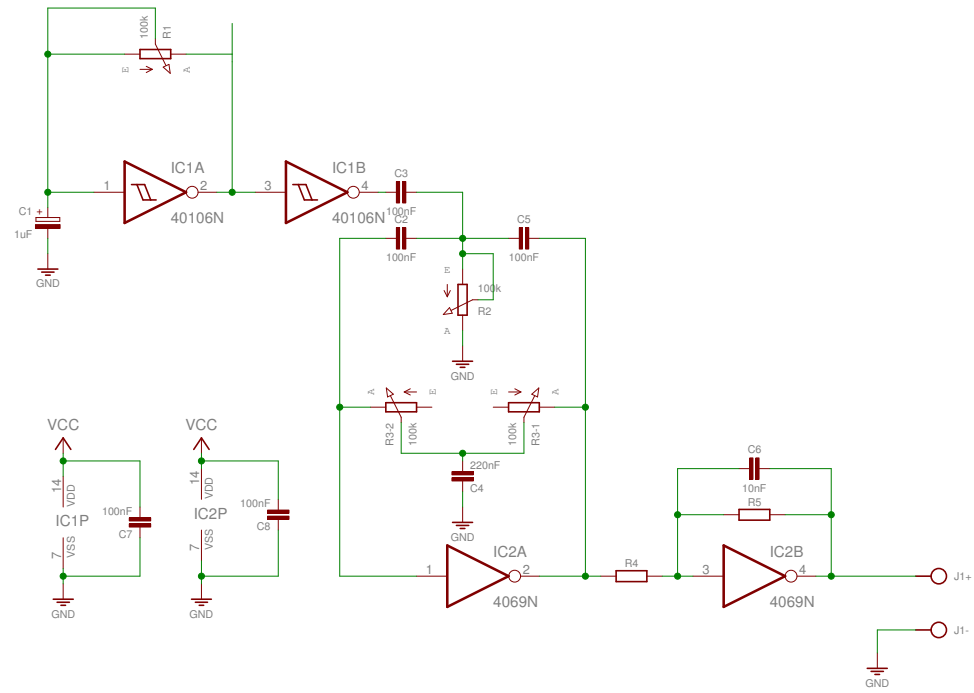 100k
R1
E
A
IC1A
1
2
40106N
C1
+
1uF
GND
IC1B
3
4
40106N
C3
100nF
C2
100nF
C5
100nF
E
100k
R2
A
GND
A
E
R3-2
100k
E
A
100k
R3-1
220nF
C4
GND
VCC
14
VDD
IC1P
7
VSS
100nF
C7
GND
VCC
14
VDD
IC2P
7
VSS
100nF
C8
GND
IC2A
1
2
4069N
R4
C6
10nF
R5
IC2B
3
4
4069N
J1+
J1-
GND